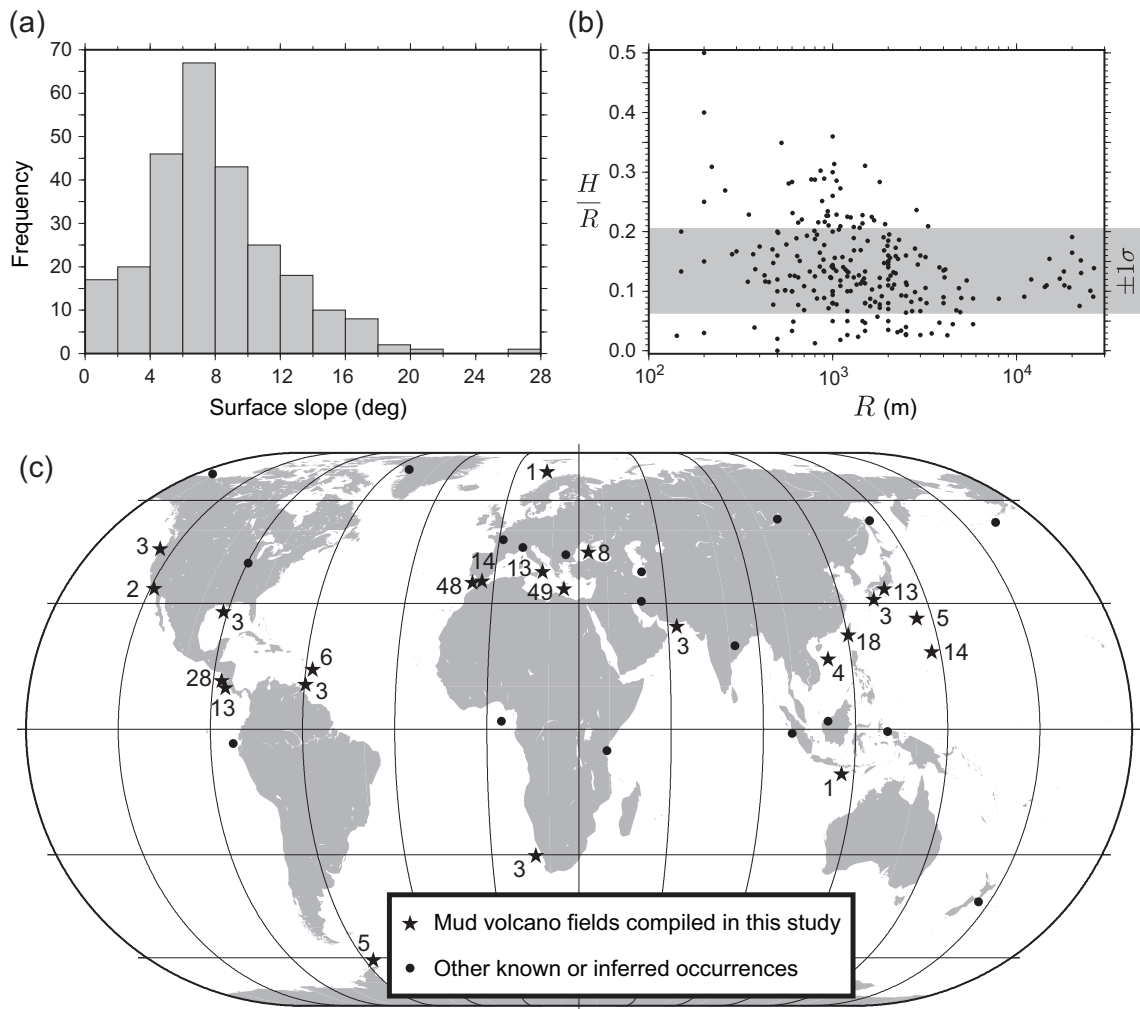 (a)
70
60
50
40
30
20
10
0
Frequency
0 4 8 12 16 20 24 28
Surface slope (deg)
(b)
0.5
0.4
0.3
0.2
0.1
0.0
H
R
±1σ
10² 10³ 10⁴
R (m)
(c)
1
3
14
13
8
2
48
49
13
3
3
5
3
18
14
6
4
28
3
13
1
3
5
Mud volcano fields compiled in this study
Other known or inferred occurrences